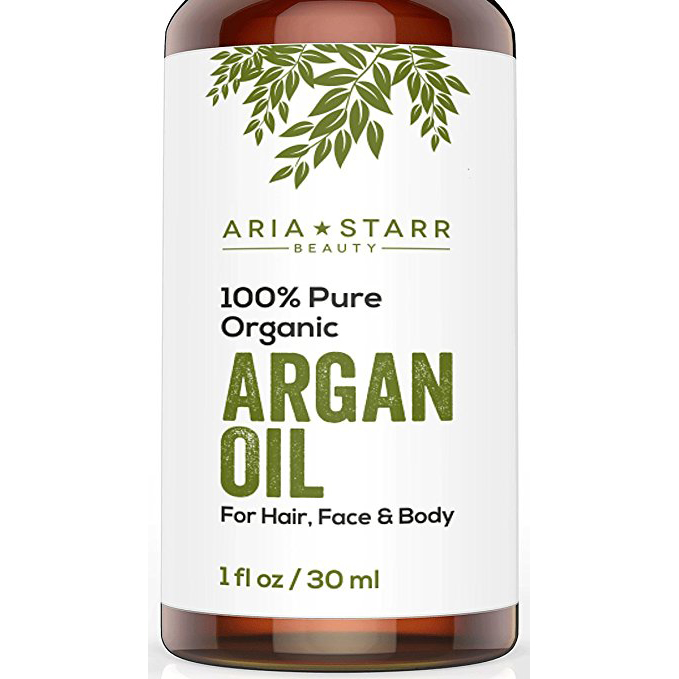 ARIA ★ STARR
BEAUTY
100% Pure
Organic
ARGAN
OIL
For Hair, Face & Body
1 fl oz / 30 ml